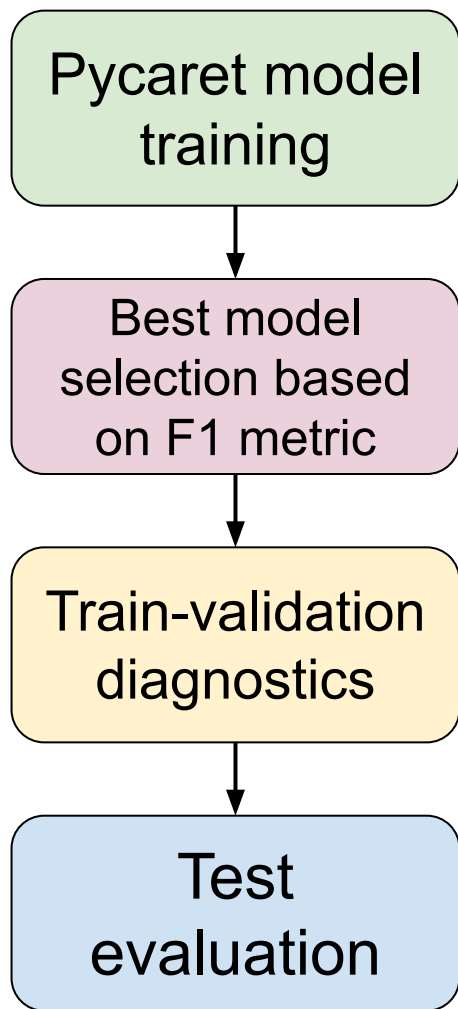 Pycaret model
training
Best model
selection based
on F1 metric
Train-validation
diagnostics
Test
evaluation